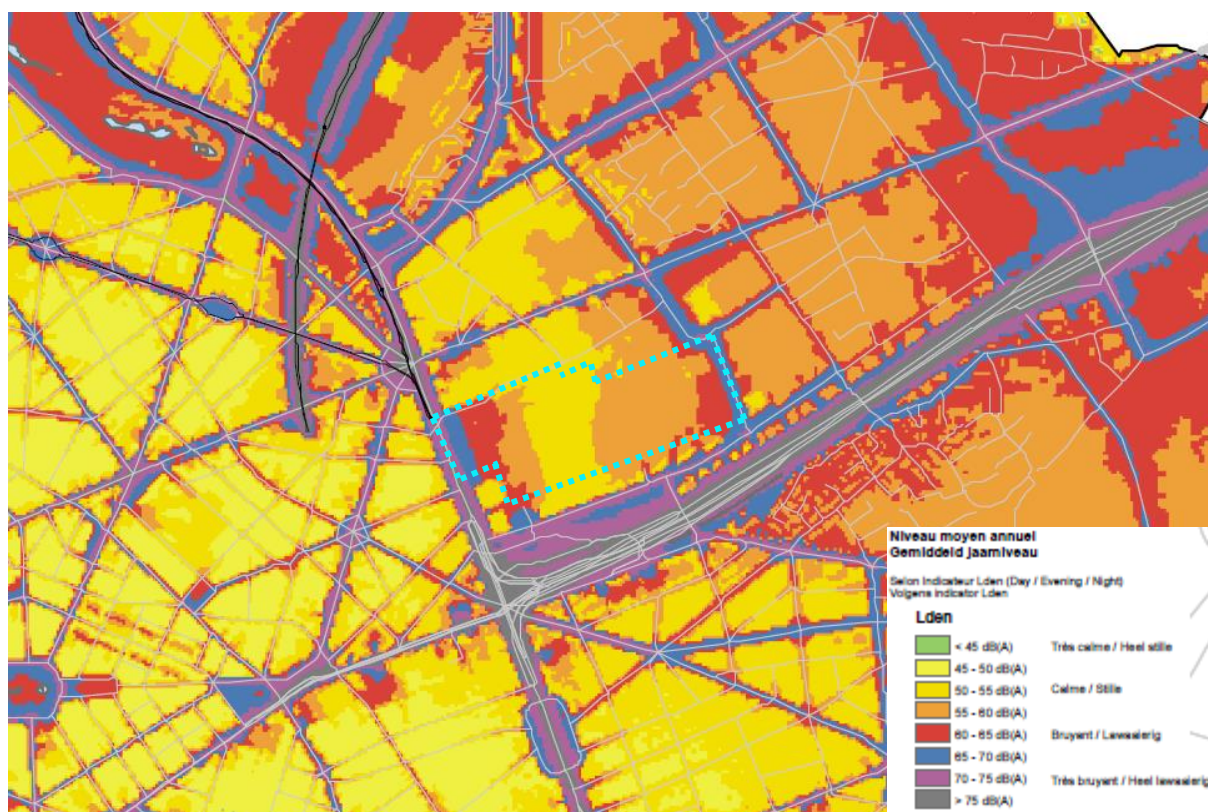 Niveau moyen annuel
Gemiddeld jaarniveau
Selon Indicateur Lden (Day / Evening / Night)
Volgens Indicator Lden
Lden
< 45 dB(A) Très calme / Heel stille
45 - 50 dB(A)
50 - 55 dB(A) Calme / Stille
55 - 60 dB(A)
60 - 65 dB(A) Bruyant / Lawaaierig
65 - 70 dB(A)
70 - 75 dB(A) Très bruyant / Heel lawaaierig
> 75 dB(A)